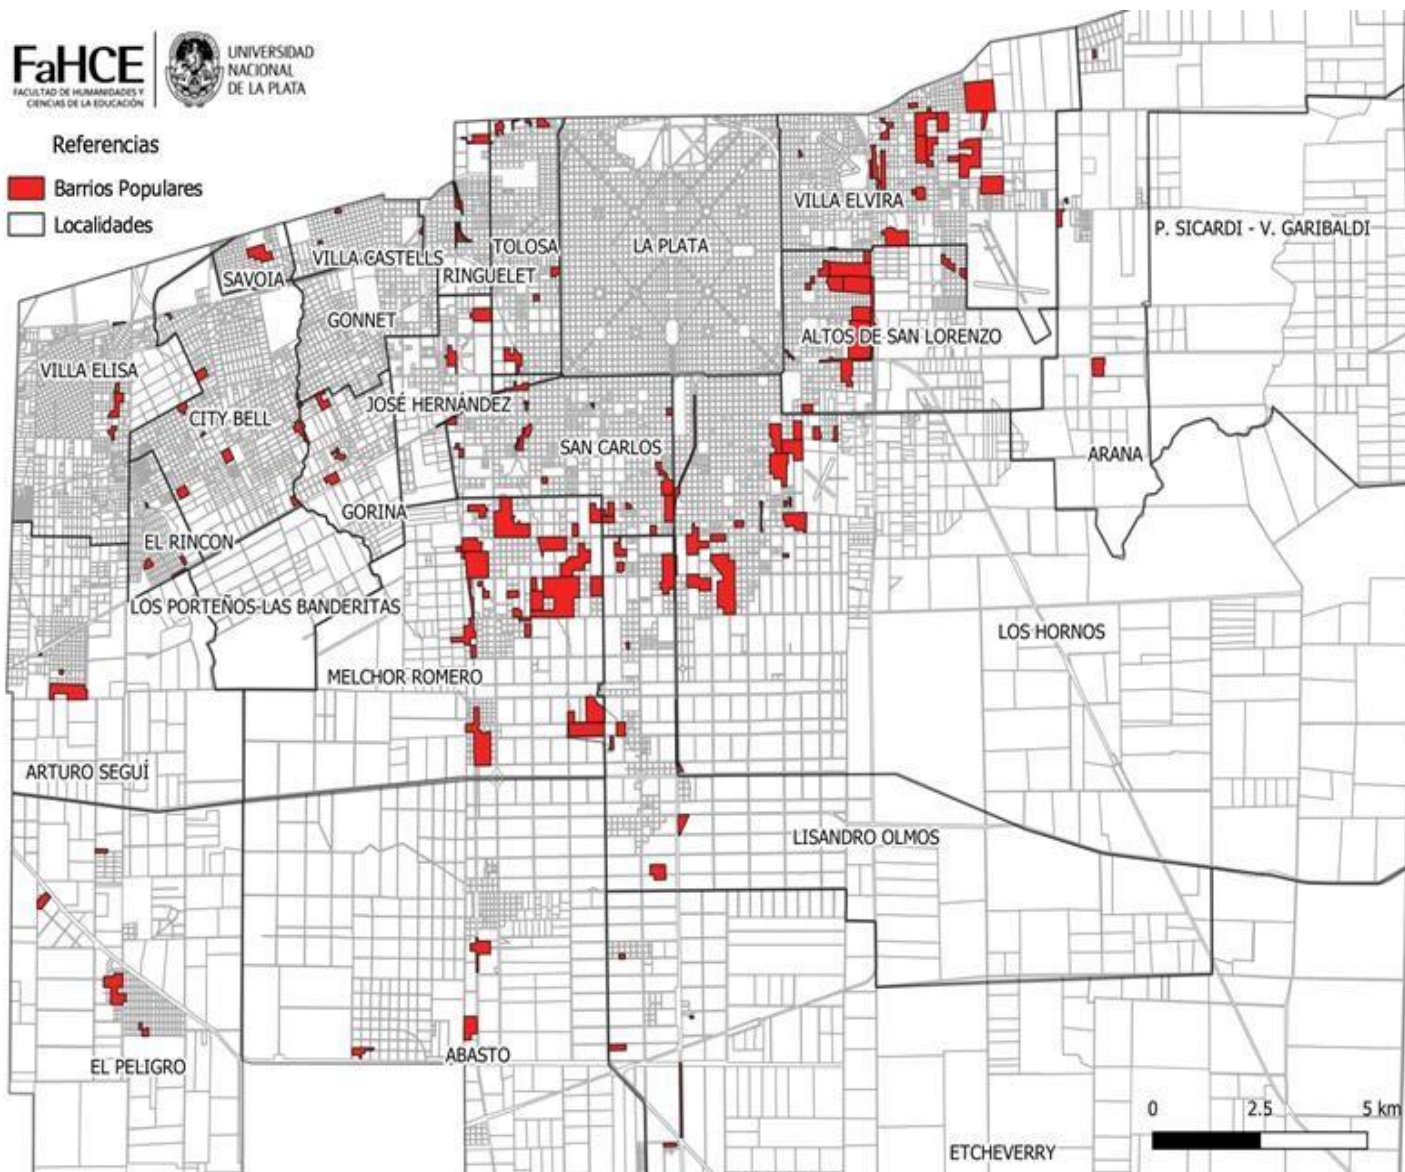 FaHCE
FACULTAD DE HUMANIDADES Y
CIENCIAS DE LA EDUCACIÓN
UNIVERSIDAD
NACIONAL
DE LA PLATA
Referencias
Barrios Populares
Localidades
VILLA ELVIRA
P. SICARDI - V. GARIBALDI
TOLOSA
LA PLATA
VILLA CASTELLS
RINGUELET
SAVOIA
GONNET
ALTOS DE SAN LORENZO
VILLA ELISA
JOSÉ HERNÁNDEZ
CITY BELL
SAN CARLOS
ARANA
GORINA
EL RINCON
LOS PORTEÑOS-LAS BANDERITAS
LOS HORNOS
MELCHOR ROMERO
ARTURO SEGUÍ
LISANDRO OLMOS
ABASTO
EL PELIGRO
0 2.5 5 km
ETCHEVERRY